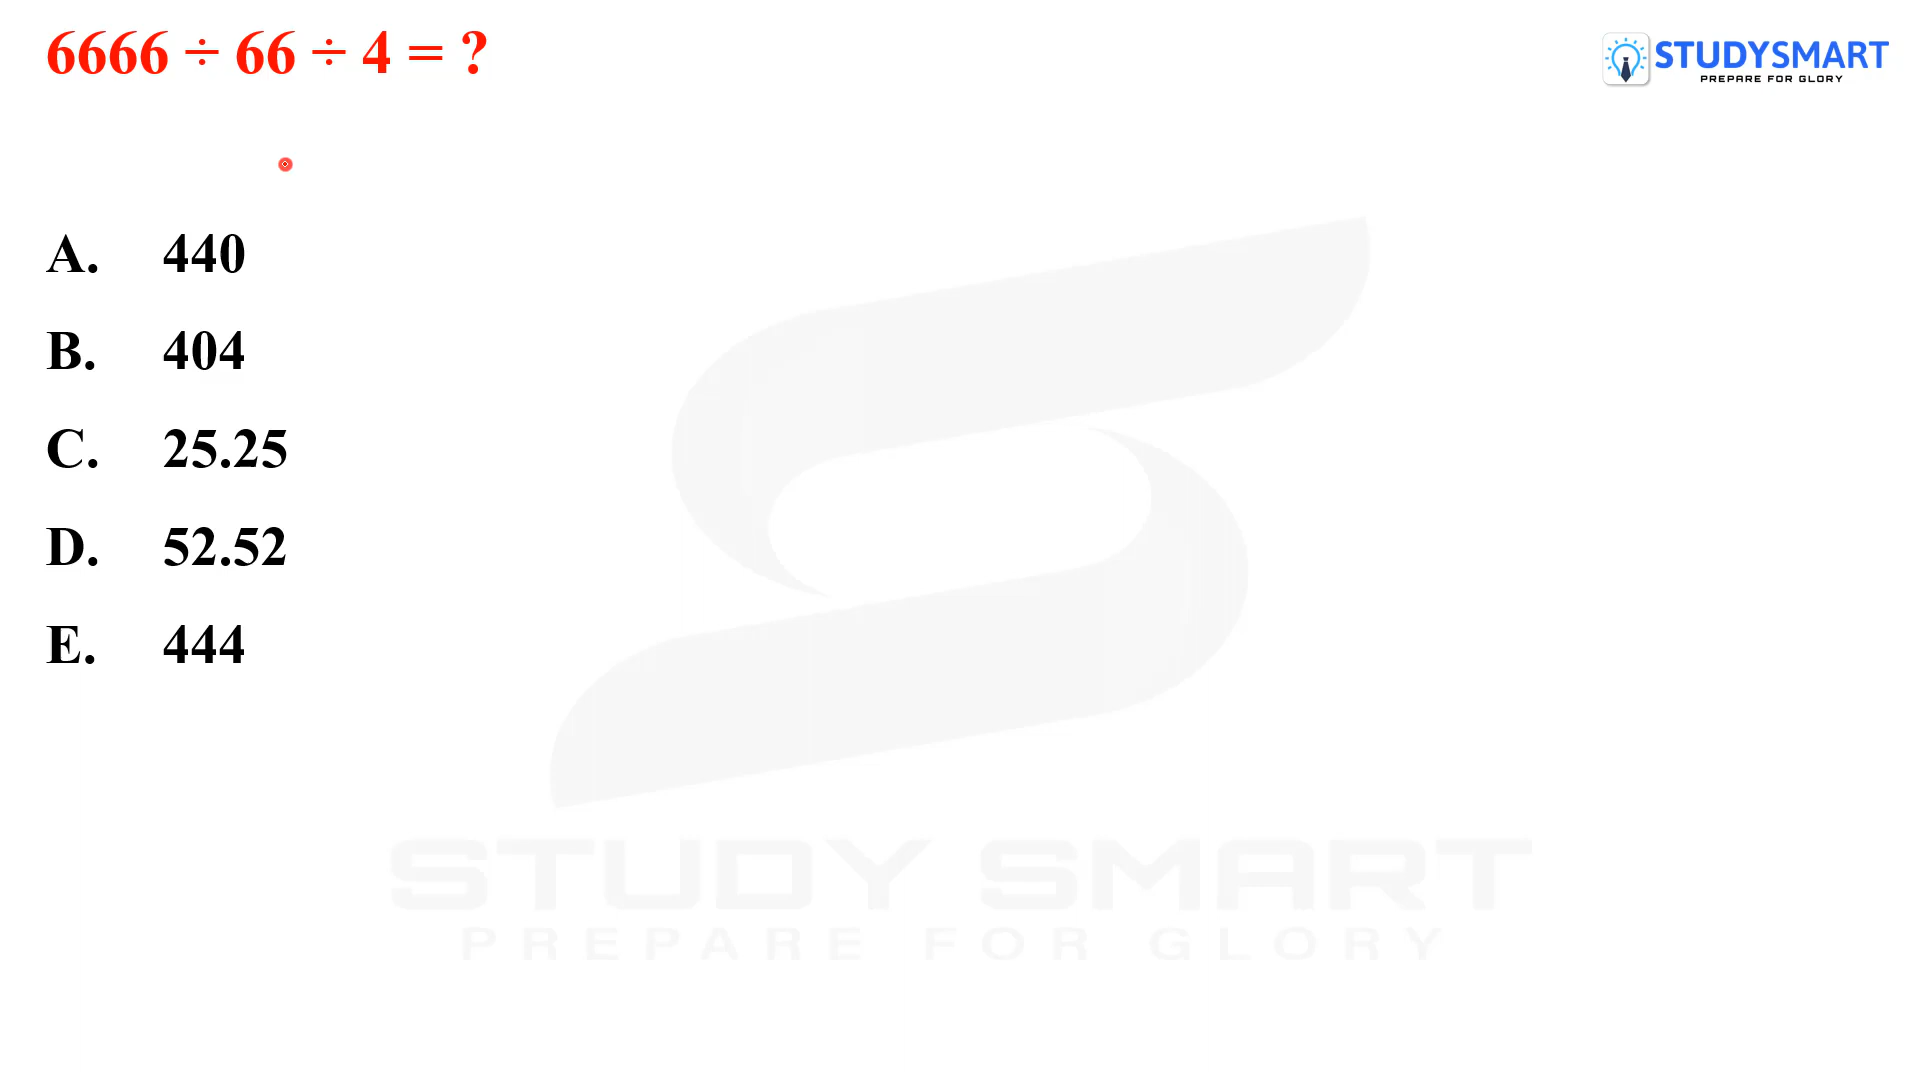 6666 ÷ 66 ÷ 4 = ?
STUDYSMART
PREPARE FOR GLORY
A. 440
B. 404
C. 25.25
D. 52.52
E. 444
STUDY SMART
PREPARE FOR GLORY